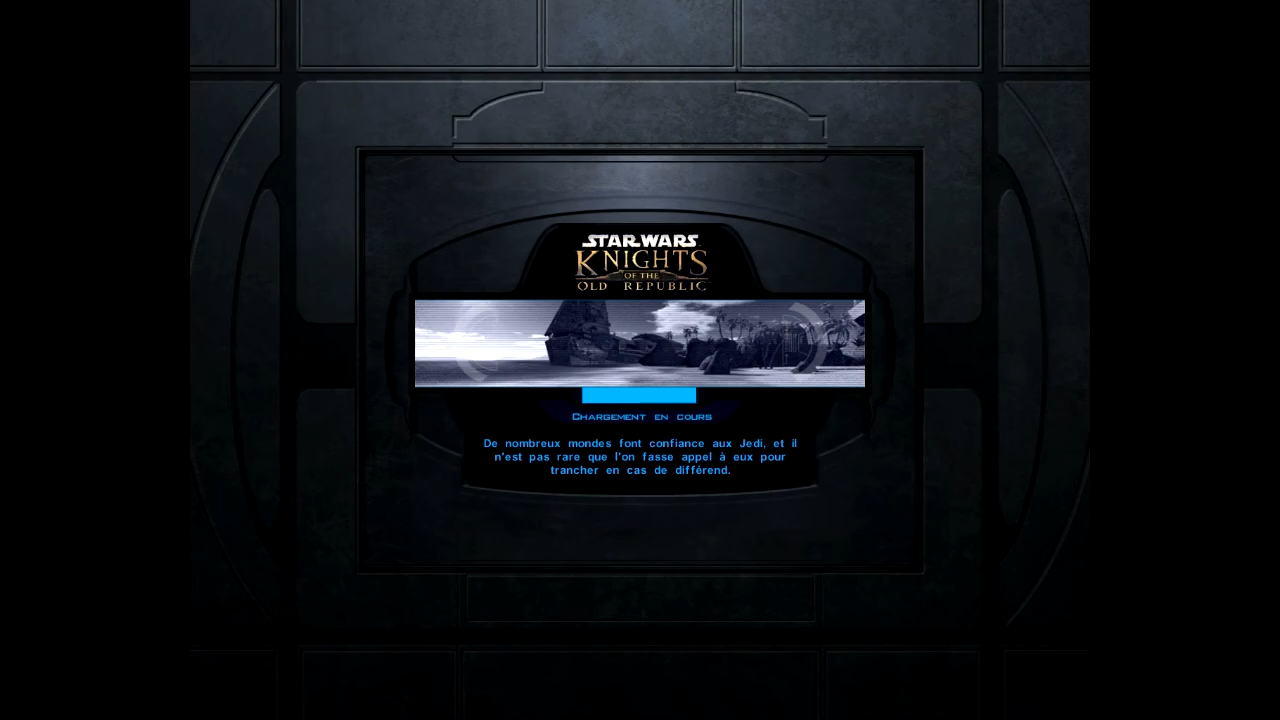 STAR WARS
KNIGHTS
OF THE
OLD REPUBLIC
Chargement en cours
De nombreux mondes font confiance aux Jedi, et il
n'est pas rare que l'on fasse appel à eux pour
trancher en cas de différend.